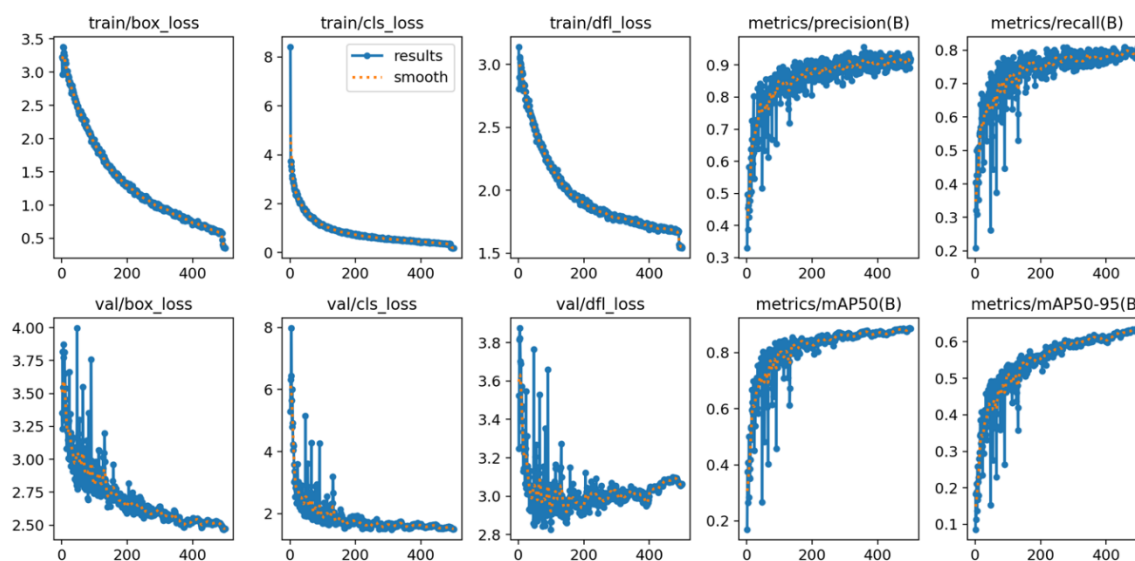 train/box_loss
train/cls_loss
train/dfl_loss
metrics/precision(B)
metrics/recall(B)
3.5
3.0
2.5
2.0
1.5
1.0
0.5
0 200 400
8
6
4
2
0
results
smooth
0 200 400
3.0
2.5
2.0
1.5
0 200 400
0.9
0.8
0.7
0.6
0.5
0.4
0.3
0 200 400
0.8
0.7
0.6
0.5
0.4
0.3
0.2
0 200 400
val/box_loss
val/cls_loss
val/dfl_loss
metrics/mAP50(B)
metrics/mAP50-95(B)
4.00
3.75
3.50
3.25
3.00
2.75
2.50
0 200 400
8
6
4
2
0 200 400
3.8
3.6
3.4
3.2
3.0
2.8
0 200 400
0.8
0.6
0.4
0.2
0 200 400
0.6
0.5
0.4
0.3
0.2
0.1
0 200 400